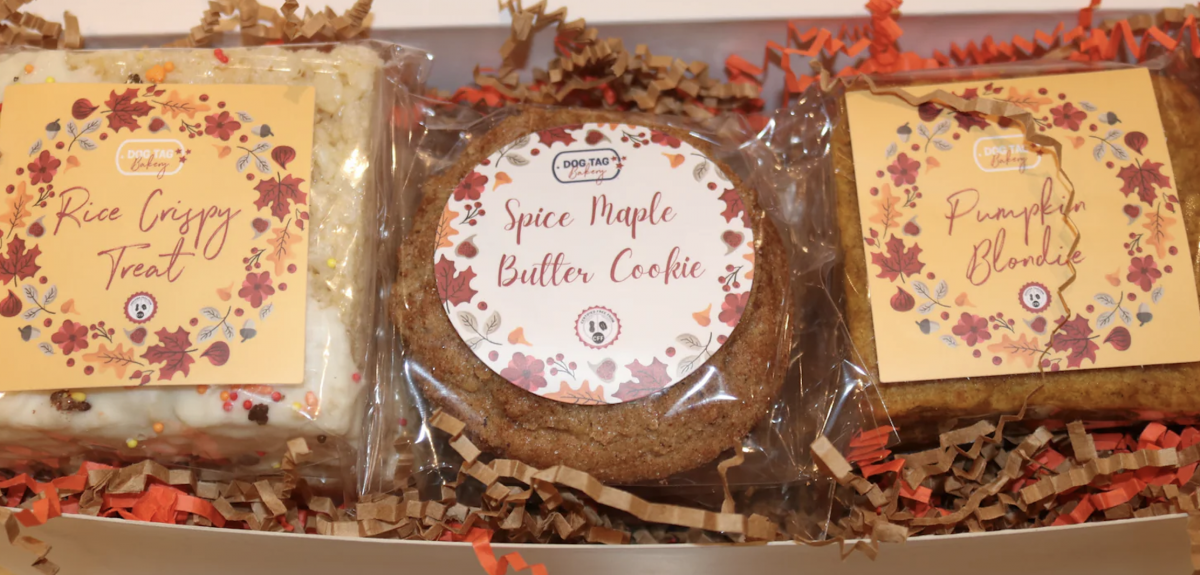 DOG TAG
Bakery
Rice Crispy
Treat
DOG TAG
Bakery
Spice Maple
Butter Cookie
DOG TAG
Bakery
Pumpkin
Blondie